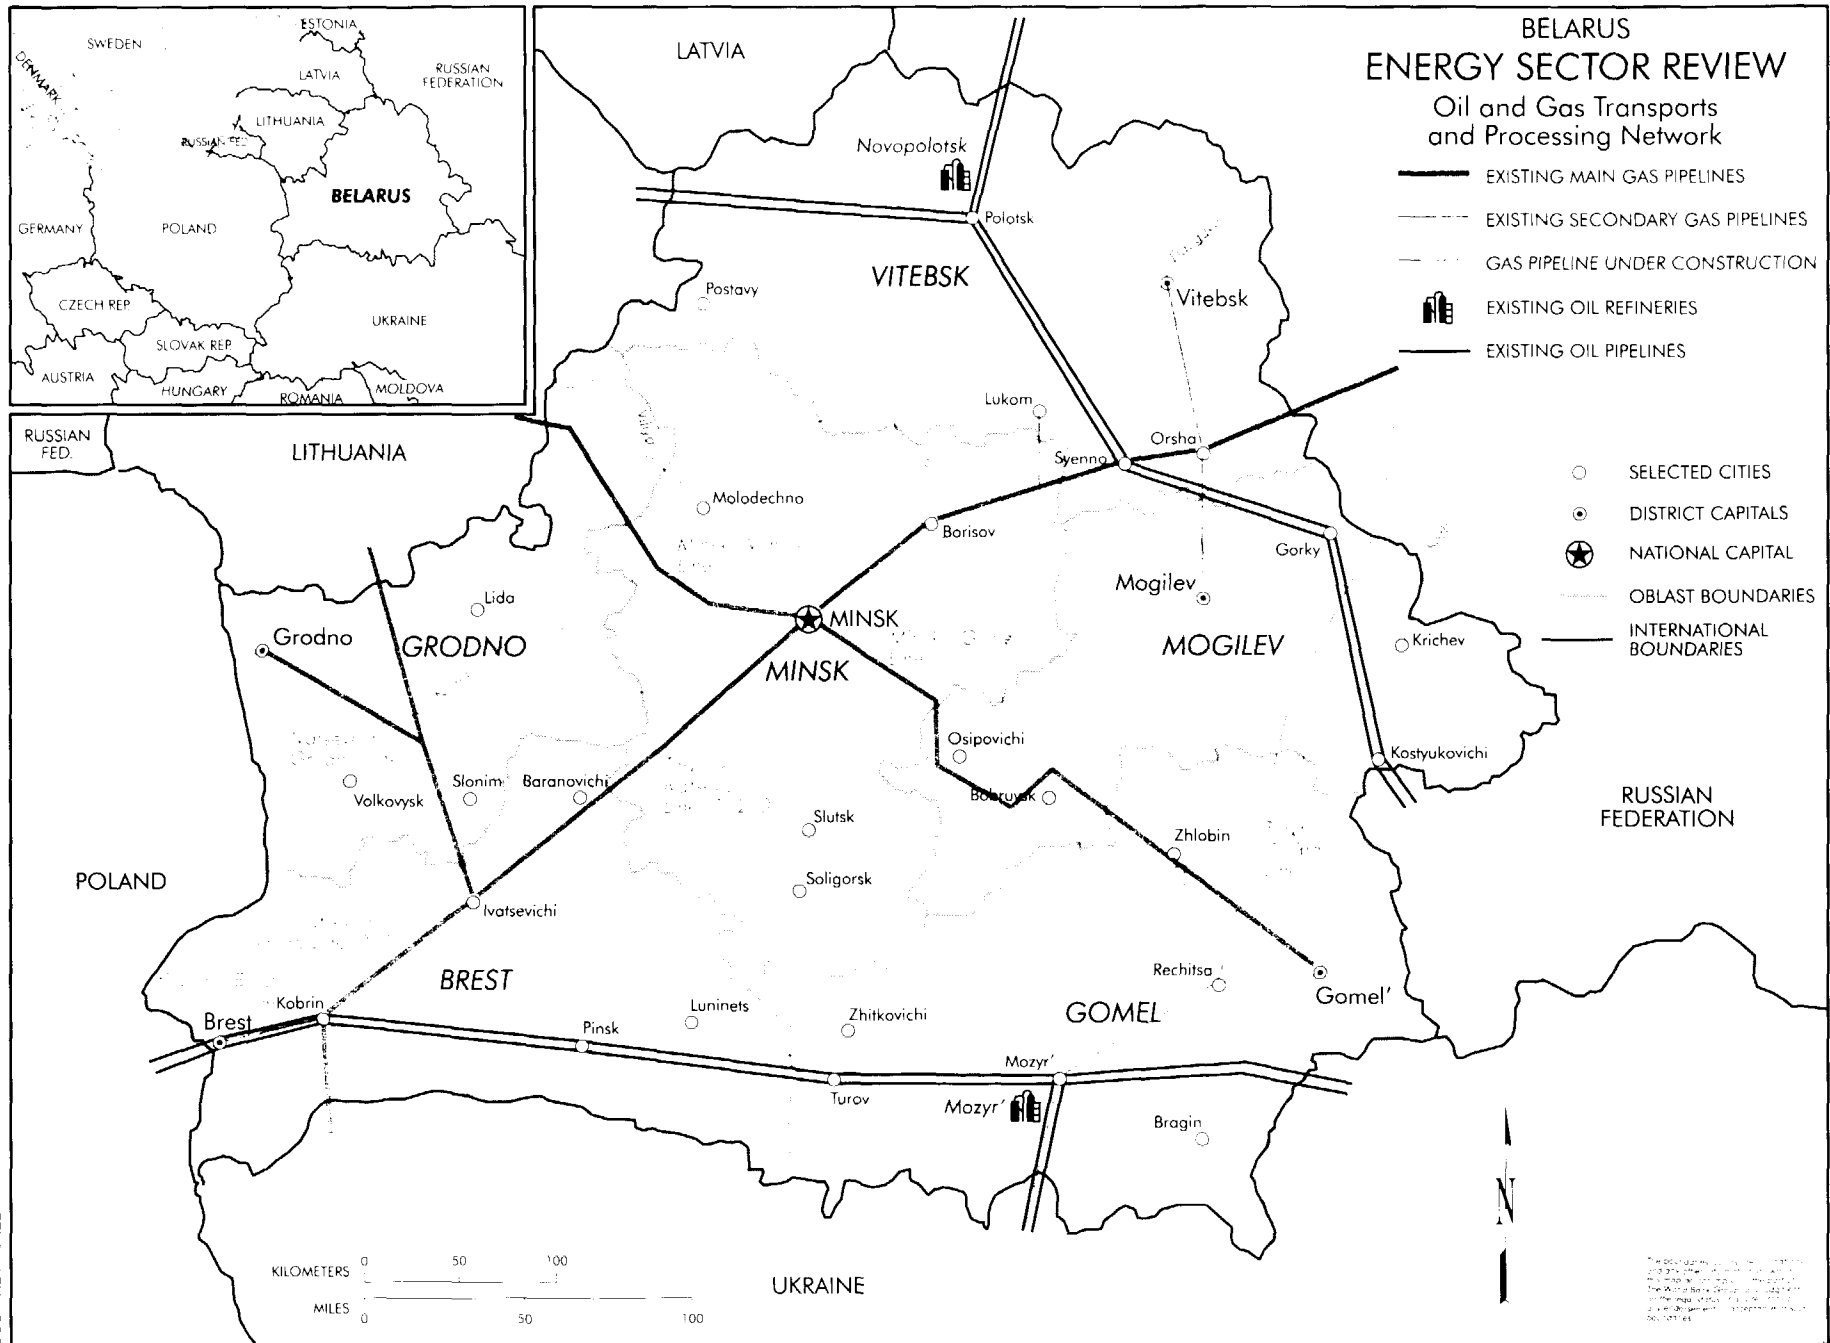 BELARUS
ENERGY SECTOR REVIEW
Oil and Gas Transports
and Processing Network
EXISTING MAIN GAS PIPELINES
EXISTING SECONDARY GAS PIPELINES
GAS PIPELINE UNDER CONSTRUCTION
EXISTING OIL REFINERIES
EXISTING OIL PIPELINES
SELECTED CITIES
DISTRICT CAPITALS
NATIONAL CAPITAL
OBLAST BOUNDARIES
INTERNATIONAL
BOUNDARIES
ESTONIA
SWEDEN
DENMARK
LATVIA
RUSSIAN
FEDERATION
LITHUANIA
RUSSIAN FED.
BELARUS
GERMANY
POLAND
CZECH REP.
UKRAINE
SLOVAK REP.
AUSTRIA
HUNGARY
ROMANIA
MOLDOVA
LATVIA
Novopolotsk
Polotsk
VITEBSK
Postavy
Vitebsk
Lukom
Orsha
Syenno
RUSSIAN
FED.
LITHUANIA
Molodechno
Borisov
Gorky
Mogilev
Lida
Grodno
GRODNO
MINSK
MINSK
MOGILEV
Krichev
Osipovichi
Kostyukovichi
Slonim
Baranovichi
Volkovysk
Bobruysk
Slutsk
Zhlobin
RUSSIAN
FEDERATION
POLAND
Soligorsk
Ivatsevichi
BREST
Rechitsa
Gomel'
Kobrin
Brest
Luninets
Zhitkovichi
GOMEL
Pinsk
Mozyr'
Turov
Mozyr'
Bragin
N
KILOMETERS
0 50 100
MILES
0 50 100
UKRAINE